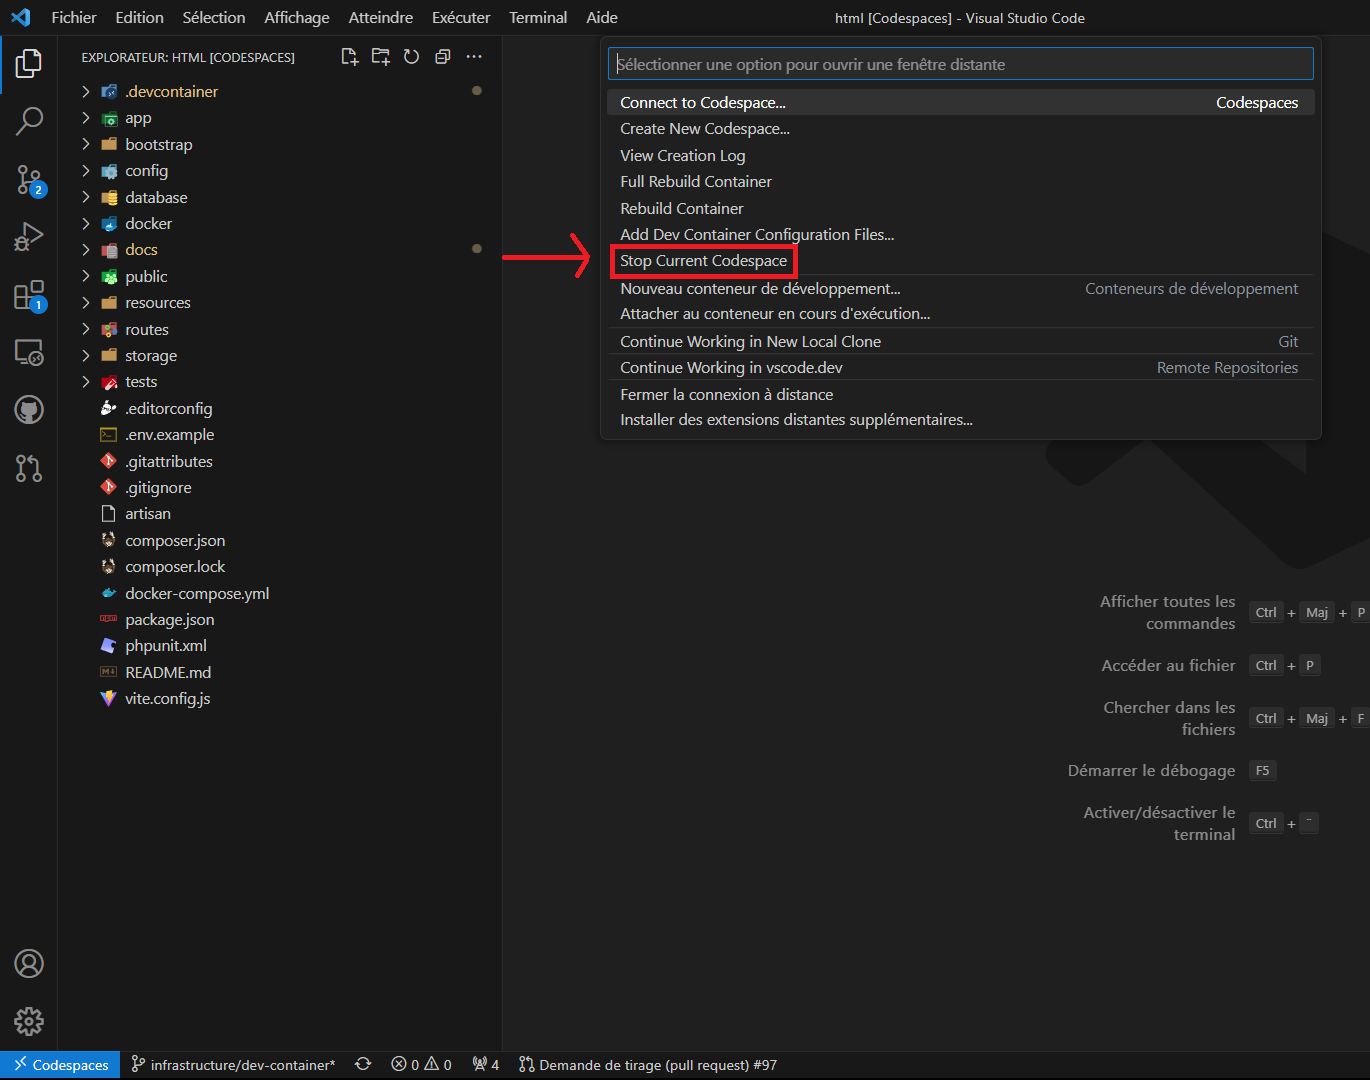 Fichier Edition Sélection Affichage Atteindre Exécuter Terminal Aide html [Codespaces] - Visual Studio Code
EXPLORATEUR: HTML [CODESPACES]
.devcontainer
app
bootstrap
config
database
docker
docs
public
resources
routes
storage
tests
.editorconfig
.env.example
.gitattributes
.gitignore
artisan
composer.json
composer.lock
docker-compose.yml
package.json
phpunit.xml
README.md
vite.config.js
2
1
Sélectionner une option pour ouvrir une fenêtre distante
Connect to Codespace... Codespaces
Create New Codespace...
View Creation Log
Full Rebuild Container
Rebuild Container
Add Dev Container Configuration Files...
Stop Current Codespace
Nouveau conteneur de développement... Conteneurs de développement
Attacher au conteneur en cours d'exécution...
Continue Working in New Local Clone Git
Continue Working in vscode.dev Remote Repositories
Fermer la connexion à distance
Installer des extensions distantes supplémentaires...
Afficher toutes les
commandes Ctrl + Maj + P
Accéder au fichier Ctrl + P
Chercher dans les
fichiers Ctrl + Maj + F
Démarrer le débogage F5
Activer/désactiver le
terminal Ctrl + ¨
Codespaces infrastructure/dev-container* 0 0 4 Demande de tirage (pull request) #97